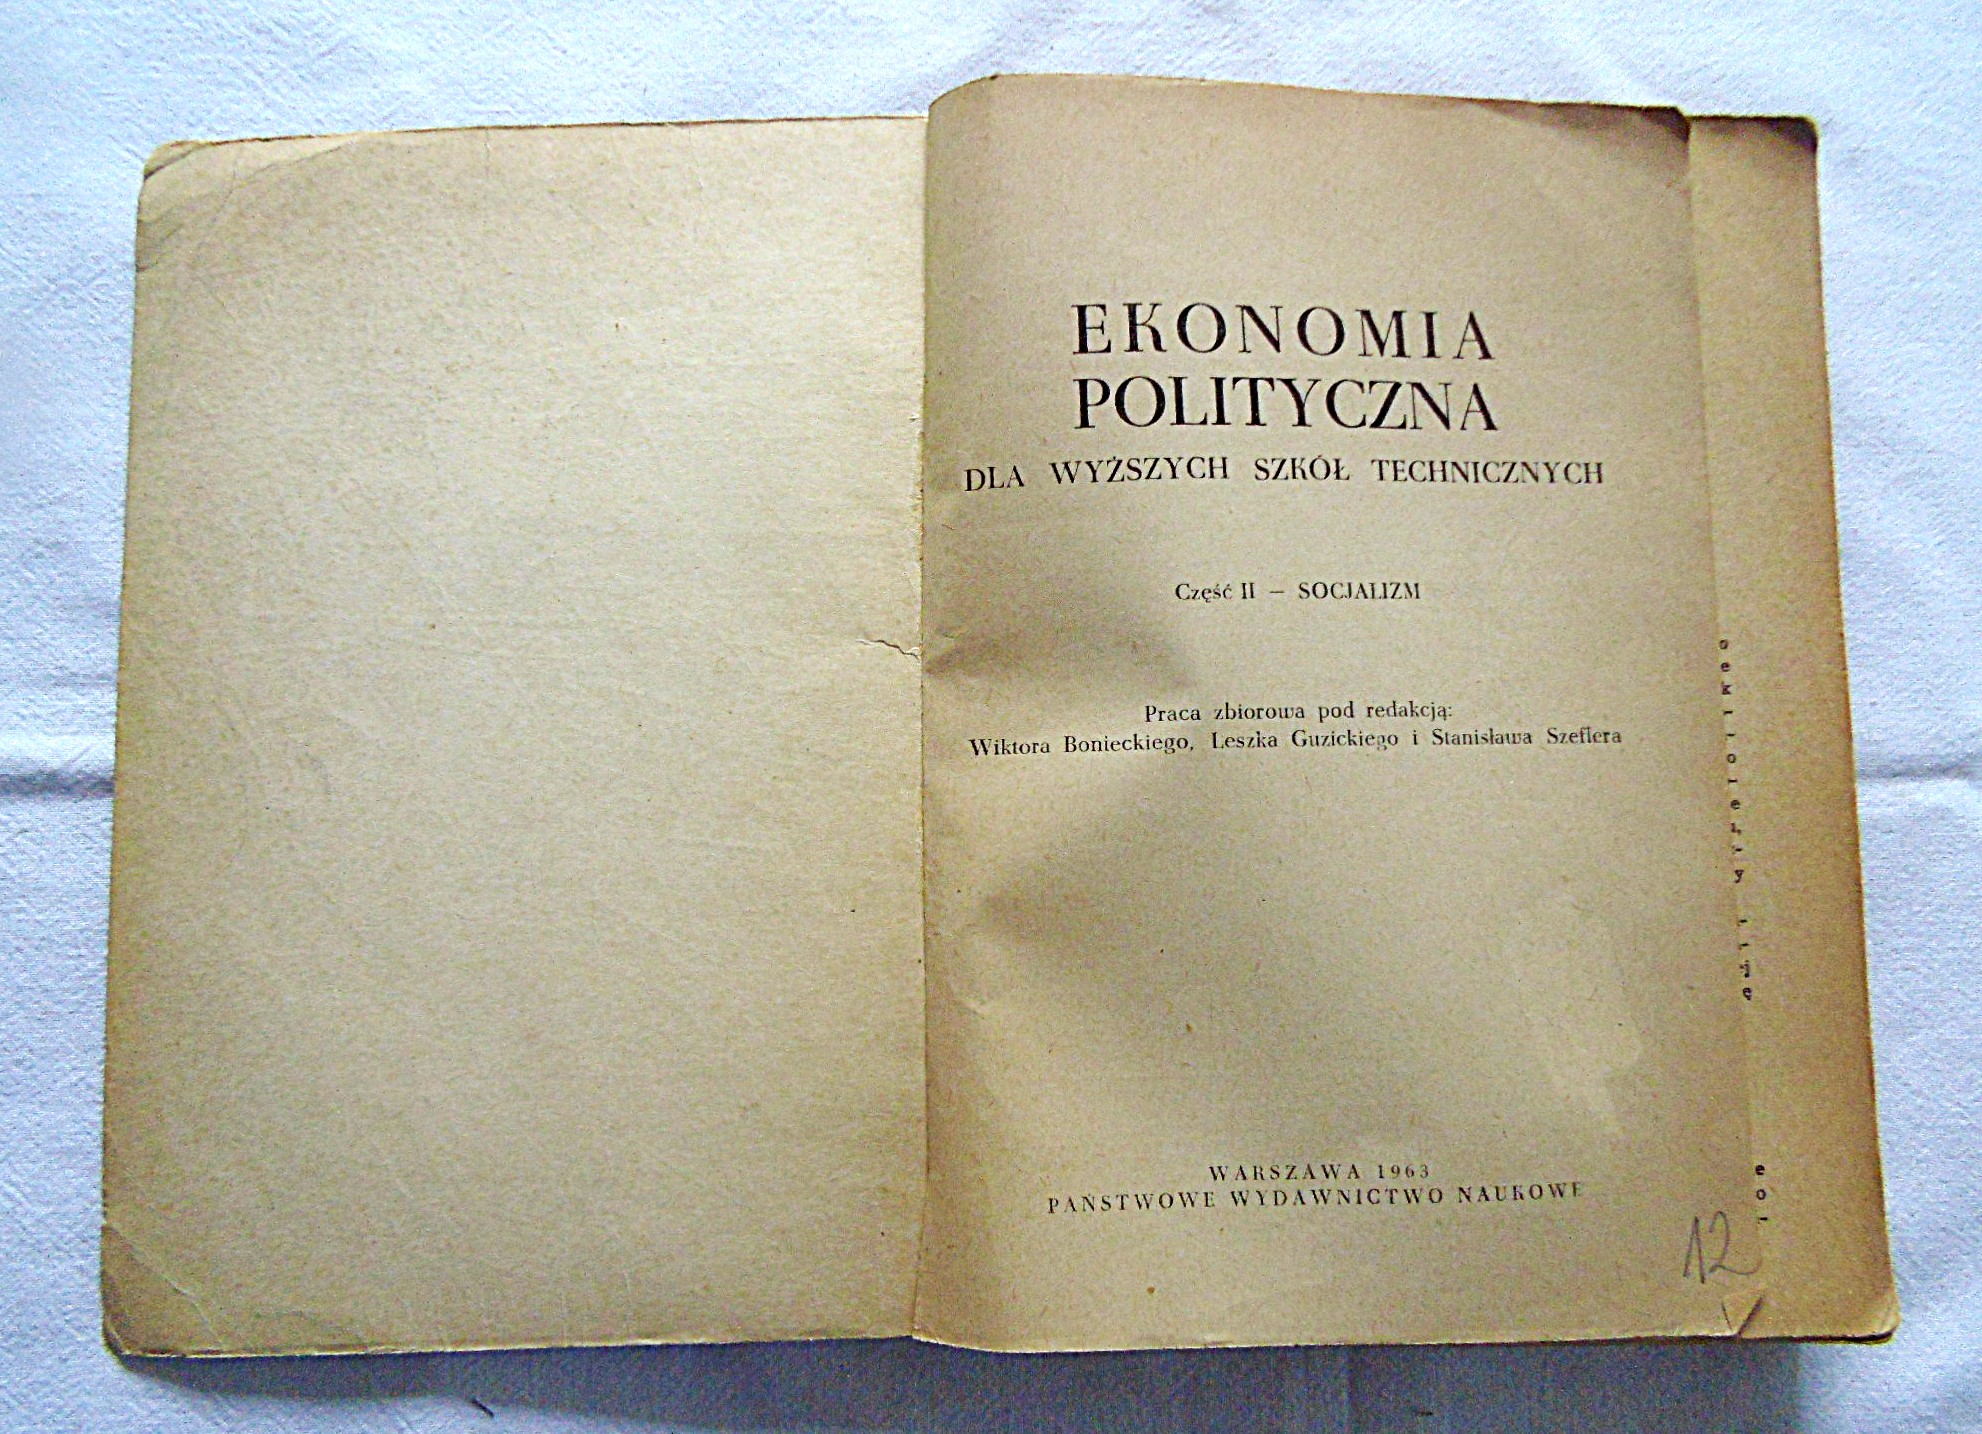 EKONOMIA
POLITYCZNA
DLA WYŻSZYCH SZKÓŁ TECHNICZNYCH
Część II – SOCJALIZM
Praca zbiorowa pod redakcją:
Wiktora Bonieckiego, Leszka Guzickiego i Stanisława Szeflera
WARSZAWA 1963
PAŃSTWOWE WYDAWNICTWO NAUKOWE
12